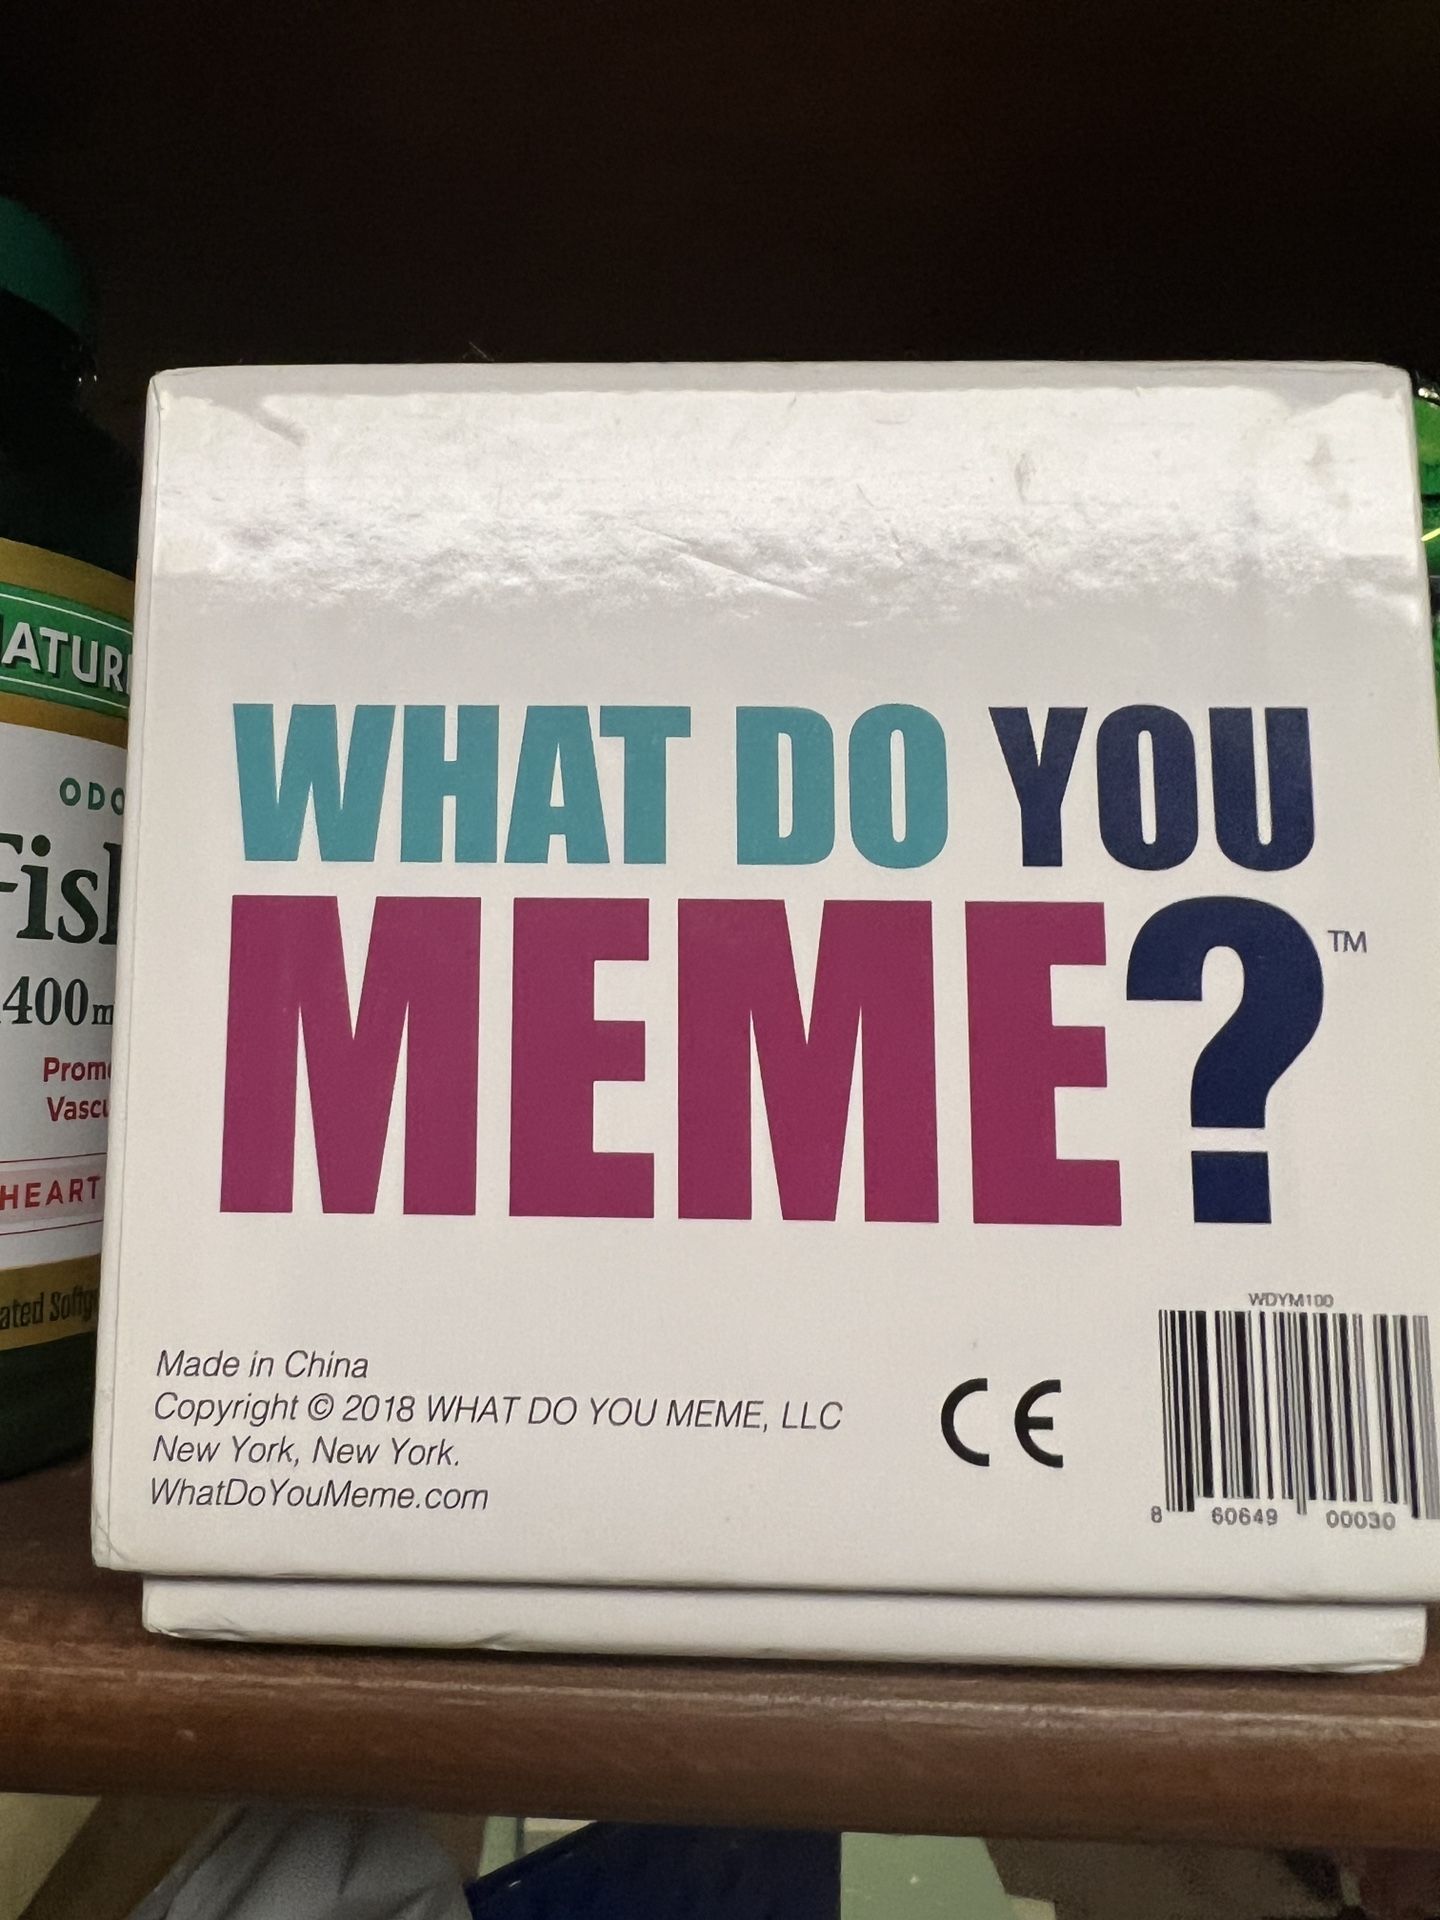 WHAT DO YOU
MEME?™
WDYM100
Made in China
Copyright © 2018 WHAT DO YOU MEME, LLC
New York, New York.
WhatDoYouMeme.com
CE
8 60649 00030
ATUR
ODO
Fish
400m
Prom
Vascu
HEART
ated Softg